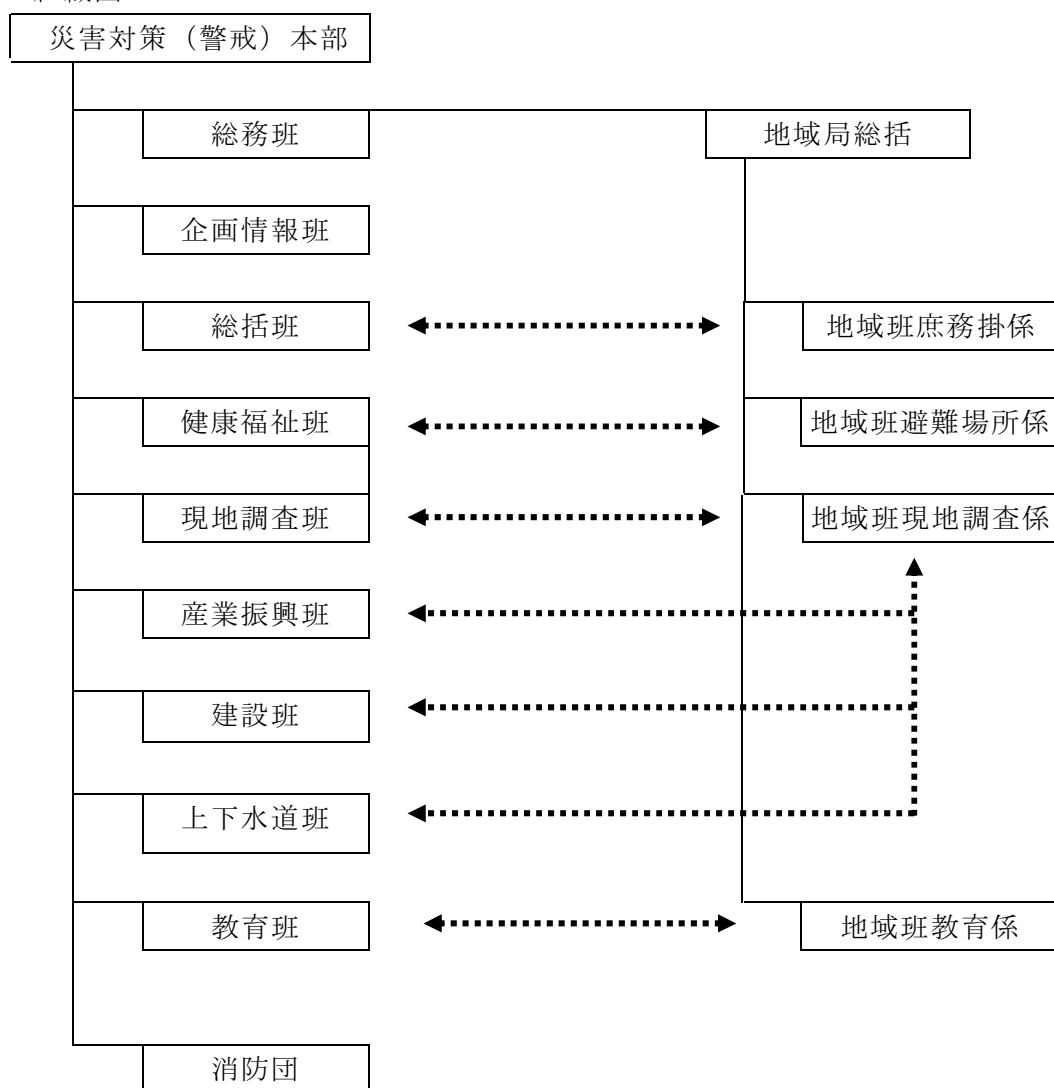 災害対策（警戒）本部
総務班
地域局総括
企画情報班
総括班
地域班庶務掛係
健康福祉班
地域班避難場所係
現地調査班
地域班現地調査係
産業振興班
建設班
上下水道班
教育班
地域班教育係
消防団